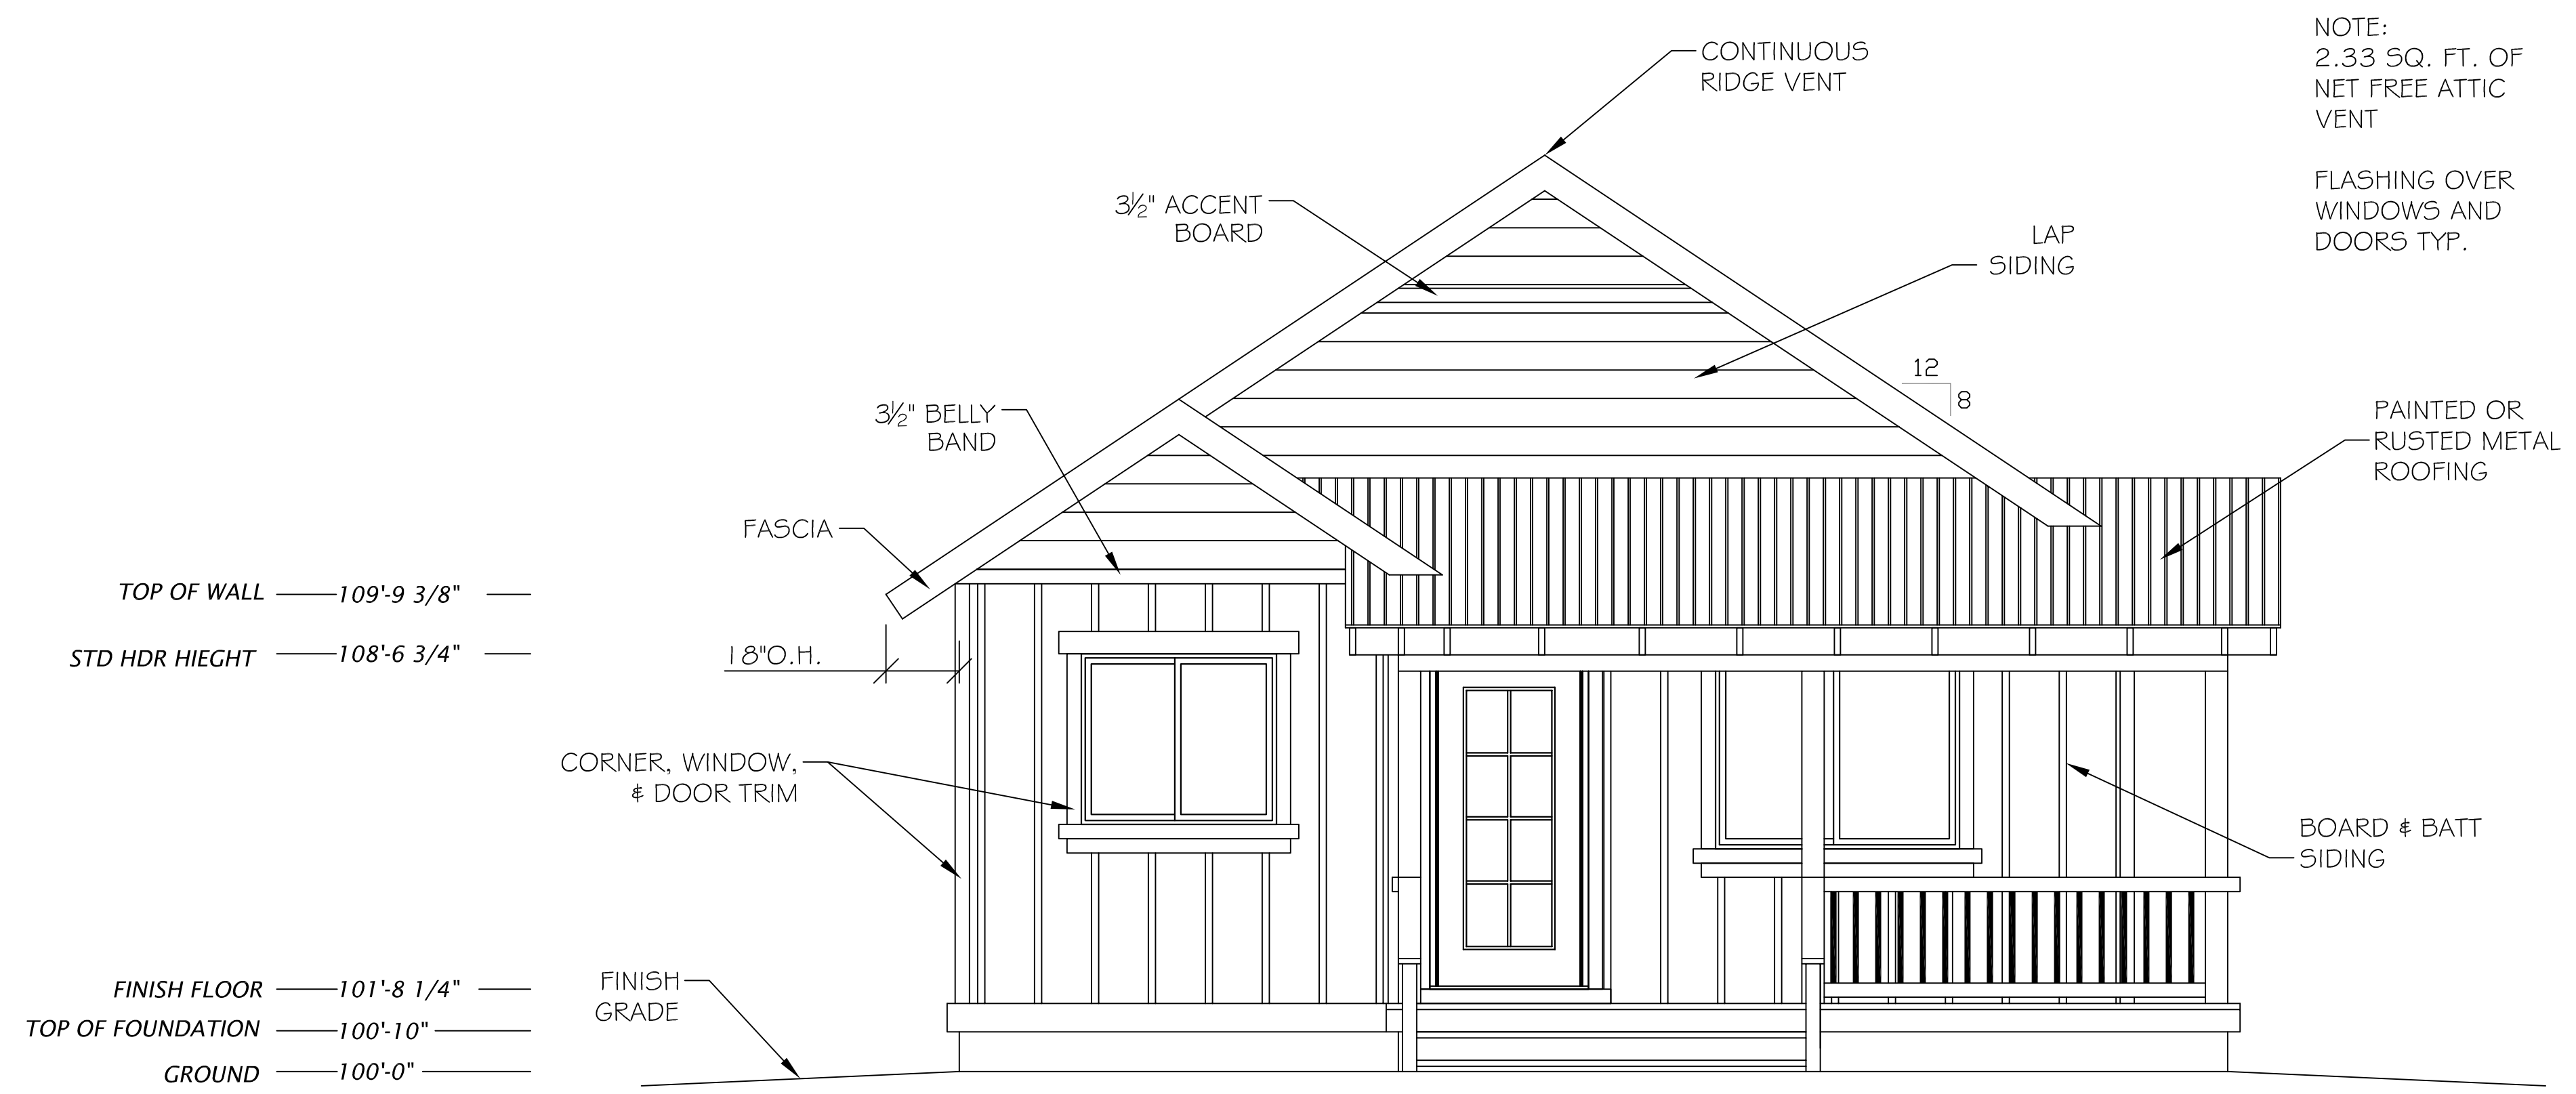 NOTE:
2.33 SQ. FT. OF
NET FREE ATTIC
VENT
FLASHING OVER
WINDOWS AND
DOORS TYP.
CONTINUOUS
RIDGE VENT
3½" ACCENT
BOARD
LAP
SIDING
12
8
3½" BELLY
BAND
PAINTED OR
RUSTED METAL
ROOFING
FASCIA
TOP OF WALL 109'-9 3/8"
STD HDR HIEGHT 108'-6 3/4"
18"O.H.
CORNER, WINDOW,
& DOOR TRIM
BOARD & BATT
SIDING
FINISH
GRADE
FINISH FLOOR 101'-8 1/4"
TOP OF FOUNDATION 100'-10"
GROUND 100'-0"